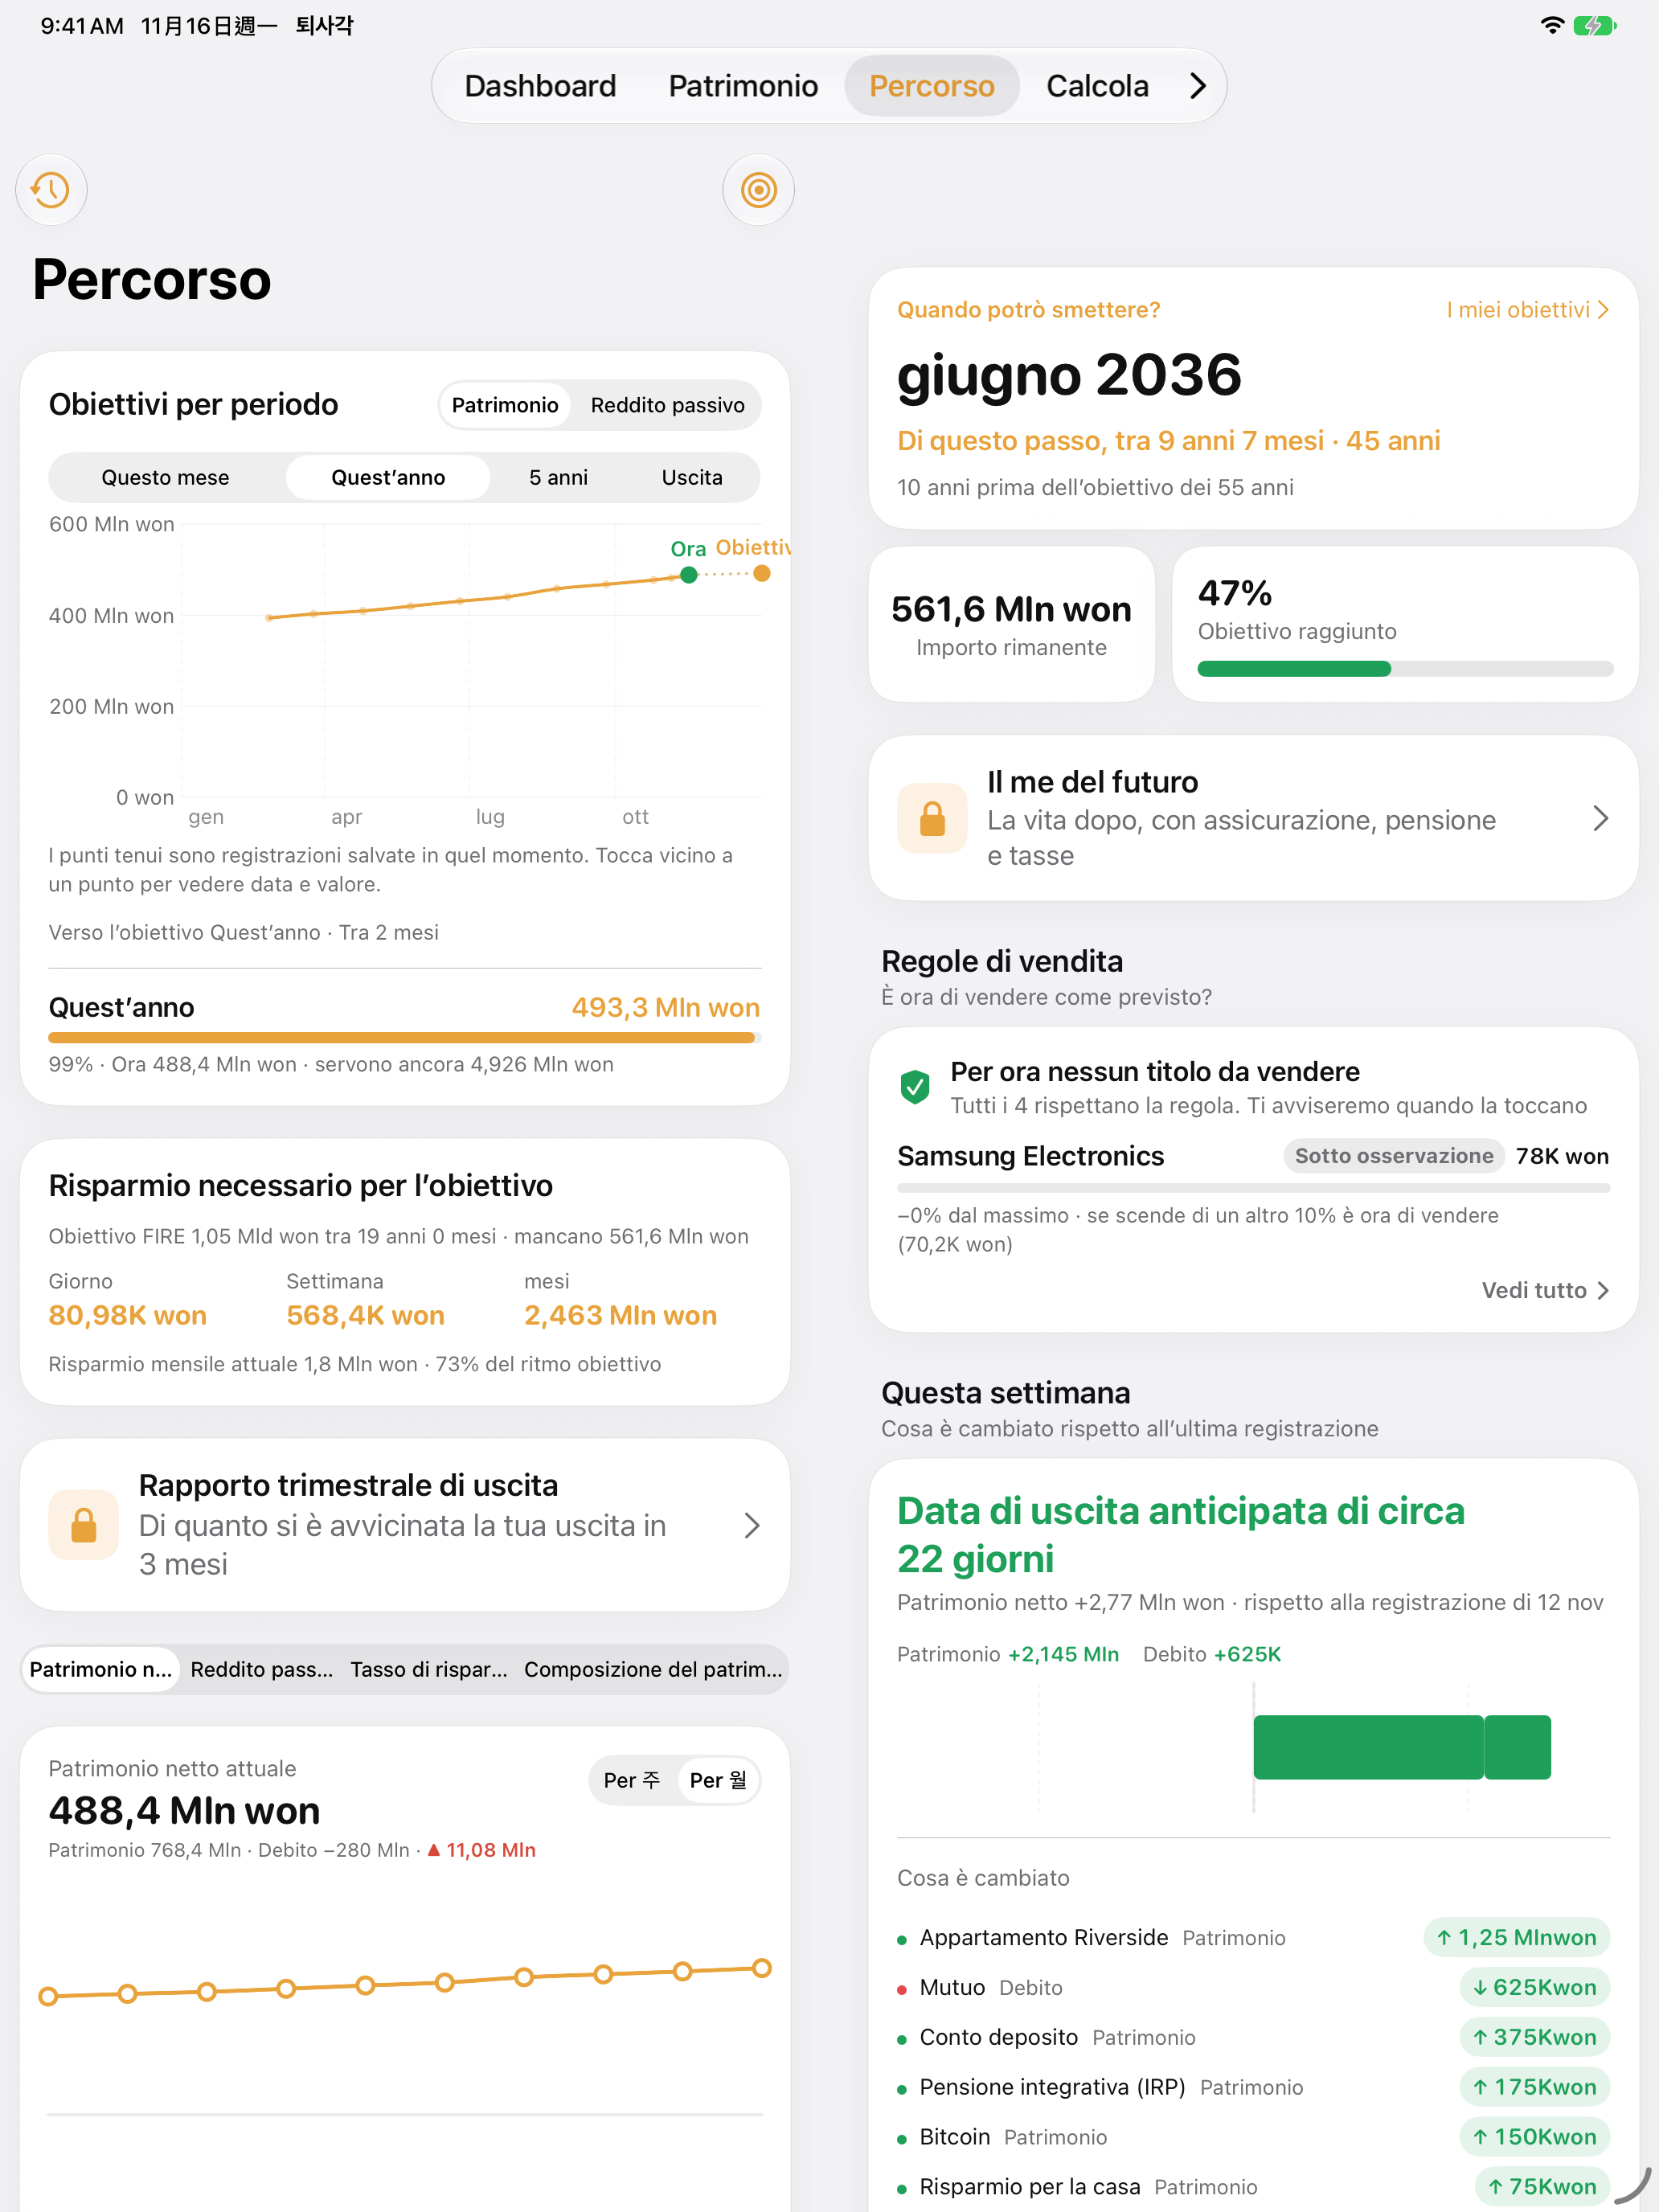 9:41 AM 11月16日週一 퇴사각
Dashboard Patrimonio Percorso Calcola
Percorso
Obiettivi per periodo
Patrimonio Reddito passivo
Questo mese Quest’anno 5 anni Uscita
600 Mln won
Ora Obiettiv
400 Mln won
200 Mln won
0 won
gen apr lug ott
I punti tenui sono registrazioni salvate in quel momento. Tocca vicino a
un punto per vedere data e valore.
Verso l’obiettivo Quest’anno · Tra 2 mesi
Quest’anno 493,3 Mln won
99% · Ora 488,4 Mln won · servono ancora 4,926 Mln won
Risparmio necessario per l’obiettivo
Obiettivo FIRE 1,05 Mld won tra 19 anni 0 mesi · mancano 561,6 Mln won
Giorno Settimana mesi
80,98K won 568,4K won 2,463 Mln won
Risparmio mensile attuale 1,8 Mln won · 73% del ritmo obiettivo
Rapporto trimestrale di uscita
Di quanto si è avvicinata la tua uscita in
3 mesi
Patrimonio n... Reddito pass... Tasso di rispar... Composizione del patrim...
Patrimonio netto attuale
Per 주 Per 월
488,4 Mln won
Patrimonio 768,4 Mln · Debito −280 Mln · ▲ 11,08 Mln
Quando potrò smettere? I miei obiettivi
giugno 2036
Di questo passo, tra 9 anni 7 mesi · 45 anni
10 anni prima dell’obiettivo dei 55 anni
561,6 Mln won
Importo rimanente
47%
Obiettivo raggiunto
Il me del futuro
La vita dopo, con assicurazione, pensione
e tasse
Regole di vendita
È ora di vendere come previsto?
Per ora nessun titolo da vendere
Tutti i 4 rispettano la regola. Ti avviseremo quando la toccano
Samsung Electronics Sotto osservazione 78K won
−0% dal massimo · se scende di un altro 10% è ora di vendere
(70,2K won)
Vedi tutto
Questa settimana
Cosa è cambiato rispetto all’ultima registrazione
Data di uscita anticipata di circa
22 giorni
Patrimonio netto +2,77 Mln won · rispetto alla registrazione di 12 nov
Patrimonio +2,145 Mln Debito +625K
Cosa è cambiato
Appartamento Riverside Patrimonio ↑ 1,25 Mlnwon
Mutuo Debito ↓ 625Kwon
Conto deposito Patrimonio ↑ 375Kwon
Pensione integrativa (IRP) Patrimonio ↑ 175Kwon
Bitcoin Patrimonio ↑ 150Kwon
Risparmio per la casa Patrimonio ↑ 75Kwon